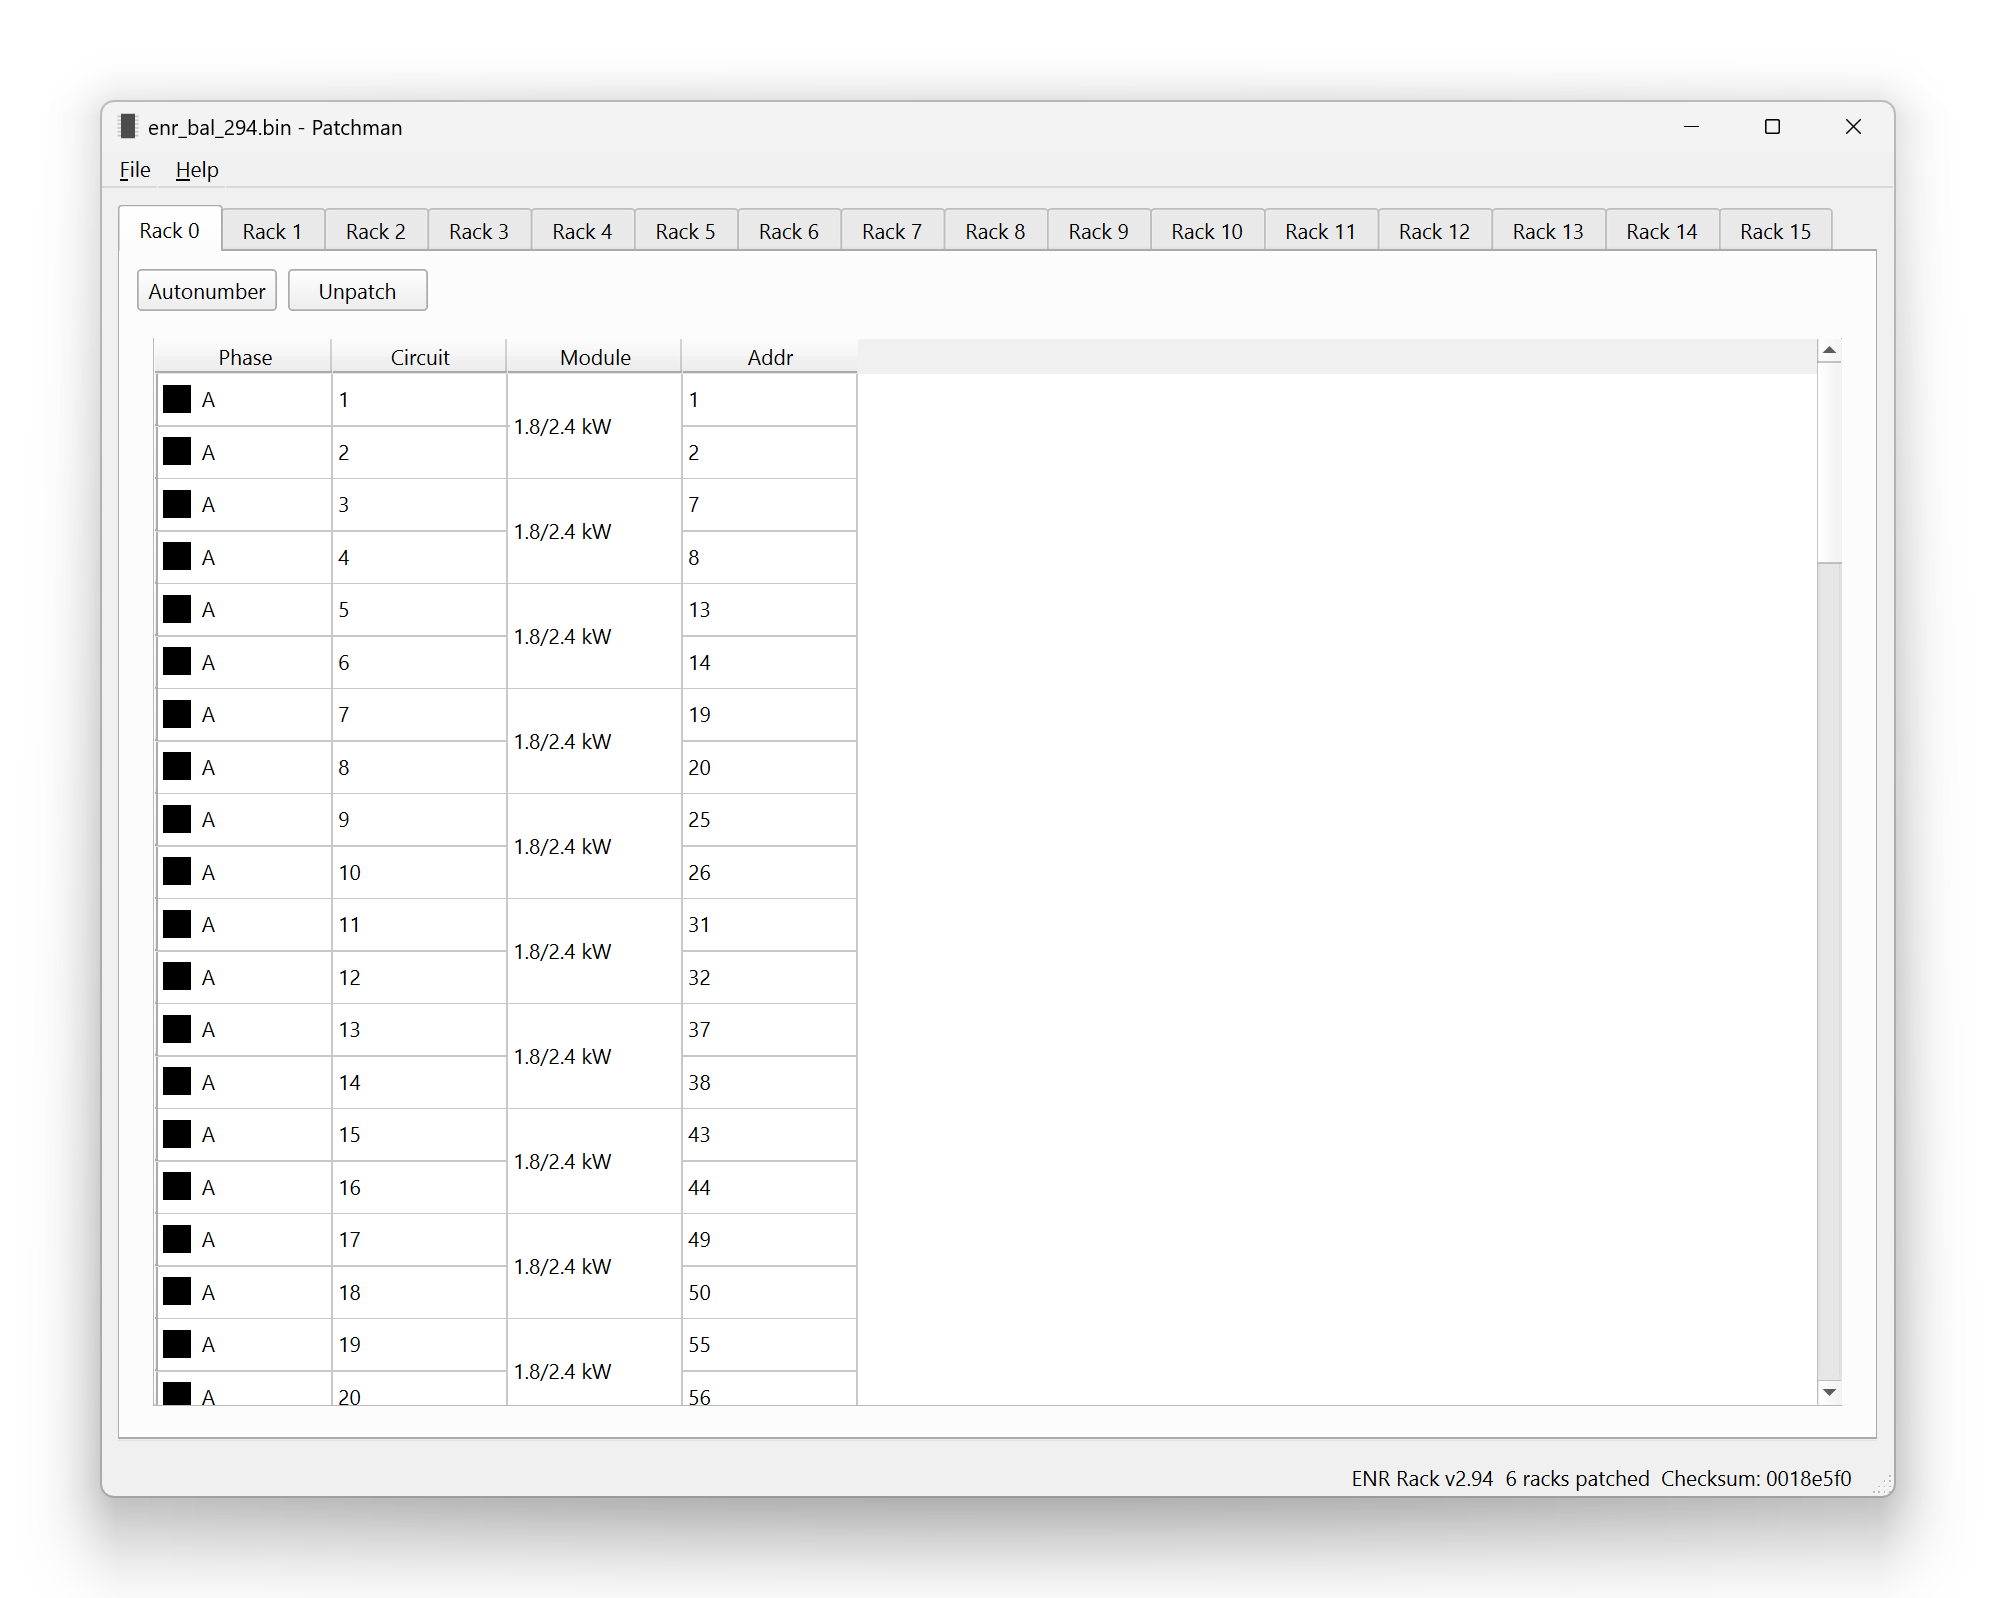 enr_bal_294.bin - Patchman
File Help
Rack 0 Rack 1 Rack 2 Rack 3 Rack 4 Rack 5 Rack 6 Rack 7 Rack 8 Rack 9 Rack 10 Rack 11 Rack 12 Rack 13 Rack 14 Rack 15
Autonumber Unpatch
Phase Circuit Module Addr
A 1 1
1.8/2.4 kW
A 2 2
A 3 7
1.8/2.4 kW
A 4 8
A 5 13
1.8/2.4 kW
A 6 14
A 7 19
1.8/2.4 kW
A 8 20
A 9 25
1.8/2.4 kW
A 10 26
A 11 31
1.8/2.4 kW
A 12 32
A 13 37
1.8/2.4 kW
A 14 38
A 15 43
1.8/2.4 kW
A 16 44
A 17 49
1.8/2.4 kW
A 18 50
A 19 55
1.8/2.4 kW
A 20 56
ENR Rack v2.94 6 racks patched Checksum: 0018e5f0